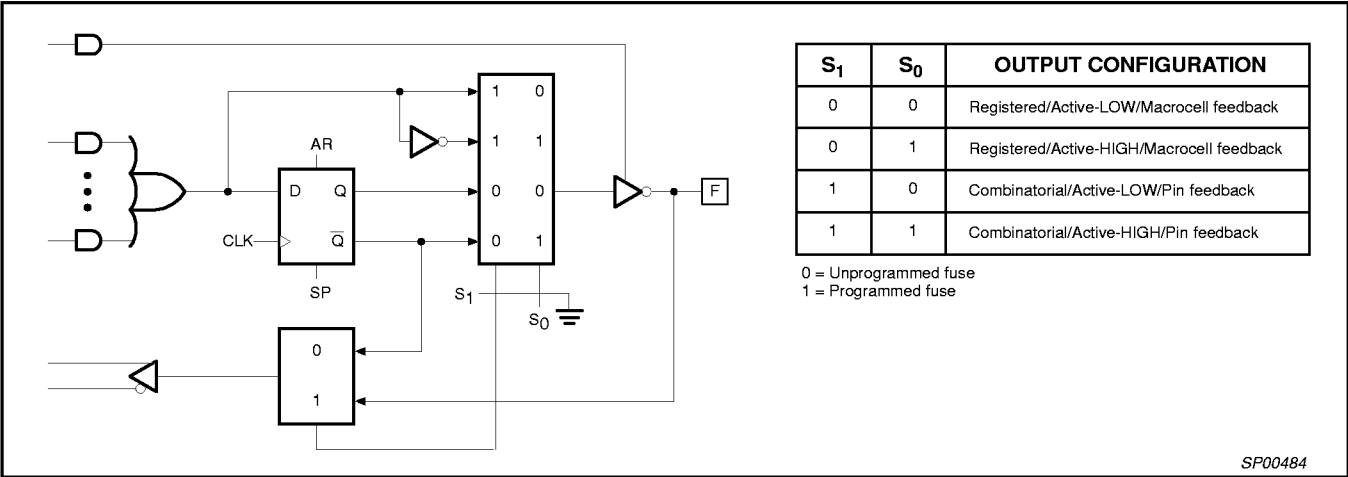 AR
D Q
CLK Q̅
SP
1 0
1 1
0 0
0 1
F
S1
S0
0
1
S1 S0 OUTPUT CONFIGURATION
0 0 Registered/Active-LOW/Macrocell feedback
0 1 Registered/Active-HIGH/Macrocell feedback
1 0 Combinatorial/Active-LOW/Pin feedback
1 1 Combinatorial/Active-HIGH/Pin feedback
0 = Unprogrammed fuse
1 = Programmed fuse
SP00484